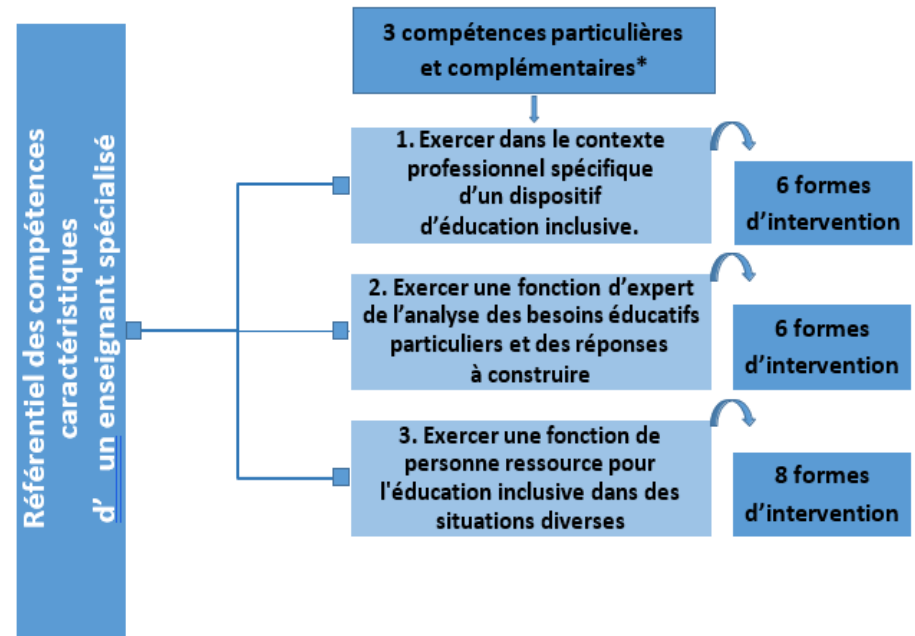 Référentiel des compétences
caractéristiques
d’ un enseignant spécialisé
3 compétences particulières
et complémentaires*
1. Exercer dans le contexte
professionnel spécifique
d’un dispositif
d’éducation inclusive.
6 formes
d’intervention
2. Exercer une fonction d’expert
de l’analyse des besoins éducatifs
particuliers et des réponses
à construire
6 formes
d’intervention
3. Exercer une fonction de
personne ressource pour
l'éducation inclusive dans des
situations diverses
8 formes
d’intervention